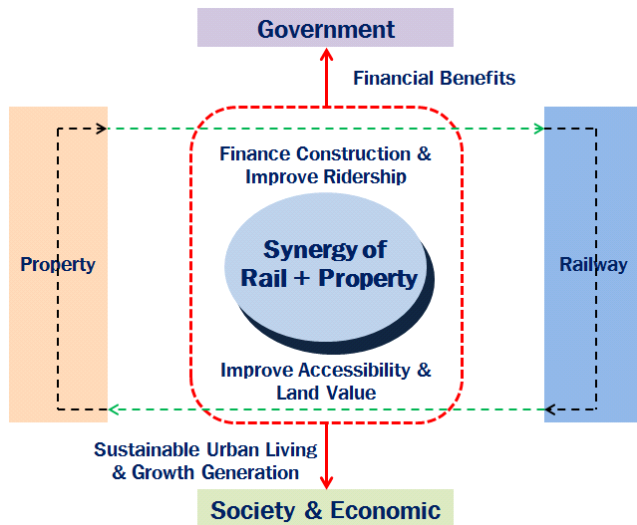 Government
Financial Benefits
Finance Construction &
Improve Ridership
Property
Synergy of
Rail + Property
Railway
Improve Accessibility &
Land Value
Sustainable Urban Living
& Growth Generation
Society & Economic